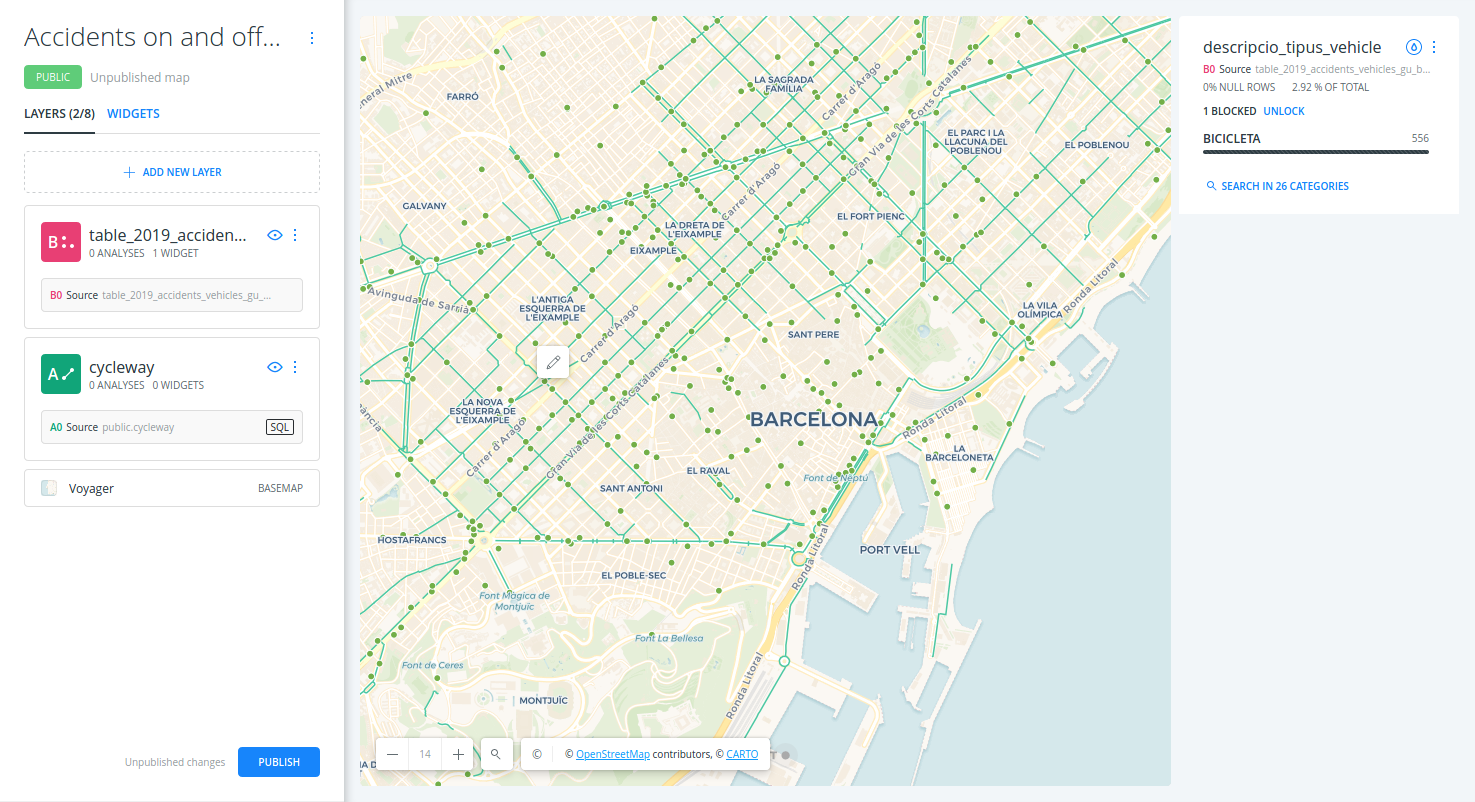 Accidents on and off...
PUBLIC
Unpublished map
LAYERS (2/8)
WIDGETS
ADD NEW LAYER
B
table_2019_acciden...
0 ANALYSES 1 WIDGET
B0 Source table_2019_accidents_vehicles_gu_...
A
cycleway
0 ANALYSES 0 WIDGETS
A0 Source public.cycleway
SQL
Voyager
BASEMAP
Unpublished changes
PUBLISH
eneral Mitre
FARRÓ
LA SAGRADA
FAMÍLIA
Carrer d'Aragó
Gran Via de les Corts Catalanes
EL PARC I LA
LLACUNA DEL
POBLENOU
EL POBLENOU
GALVANY
Carrer d'Aragó
LA DRETA DE
L'EIXAMPLE
EL FORT PIENC
EIXAMPLE
Avinguda de Sarrià
L'ANTIGA
ESQUERRA DE
L'EIXAMPLE
Carrer d'Aragó
SANT PERE
LA VILA
OLÍMPICA
Ronda Litoral
LA NOVA
ESQUERRA DE
L'EIXAMPLE
Carrer d'Aragó
Gran Via de les Corts Catalanes
BARCELONA
Ronda Litoral
LA
BARCELONETA
EL RAVAL
Font de Neptú
SANT ANTONI
HOSTAFRANCS
PORT VELL
Ronda Litoral
EL POBLE-SEC
Font Màgica de
Montjuïc
Font La Bellesa
Font de Ceres
MONTJUÏC
Ronda Litoral
14
©
© OpenStreetMap contributors, © CARTO
descripcio_tipus_vehicle
B0 Source table_2019_accidents_vehicles_gu_b...
0% NULL ROWS 2.92 % OF TOTAL
1 BLOCKED UNLOCK
BICICLETA 556
SEARCH IN 26 CATEGORIES